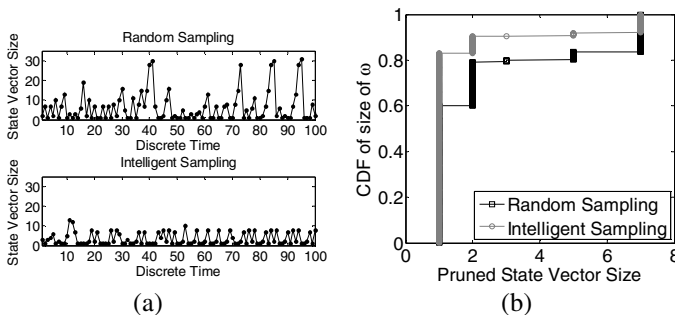 Random Sampling
State Vector Size
30
20
10
0
10 20 30 40 50 60 70 80 90 100
Discrete Time
Intelligent Sampling
State Vector Size
30
20
10
0
10 20 30 40 50 60 70 80 90 100
Discrete Time
(a)
CDF of size of ω
1
0.8
0.6
0.4
0.2
0
Random Sampling
Intelligent Sampling
0 2 4 6 8
Pruned State Vector Size
(b)